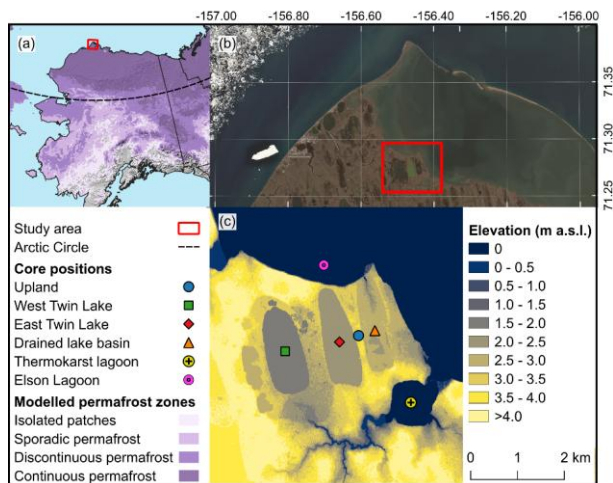 -157.00
-156.80
-156.60
-156.40
-156.20
-156.00
(a)
(b)
71.35
71.30
71.25
(c)
Study area
Arctic Circle
Core positions
Upland
West Twin Lake
East Twin Lake
Drained lake basin
Thermokarst lagoon
Elson Lagoon
Modelled permafrost zones
Isolated patches
Sporadic permafrost
Discontinuous permafrost
Continuous permafrost
Elevation (m a.s.l.)
0
0 - 0.5
0.5 - 1.0
1.0 - 1.5
1.5 - 2.0
2.0 - 2.5
2.5 - 3.0
3.0 - 3.5
3.5 - 4.0
>4.0
0 1 2 km